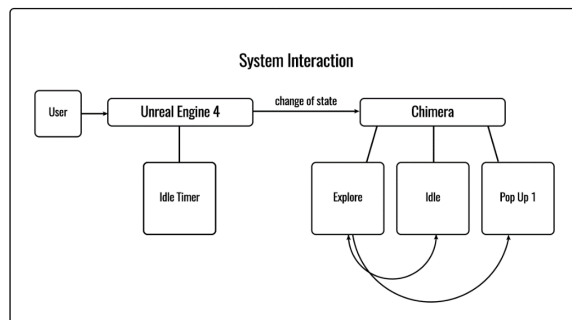 System Interaction
User
Unreal Engine 4
change of state
Chimera
Idle Timer
Explore
Idle
Pop Up 1